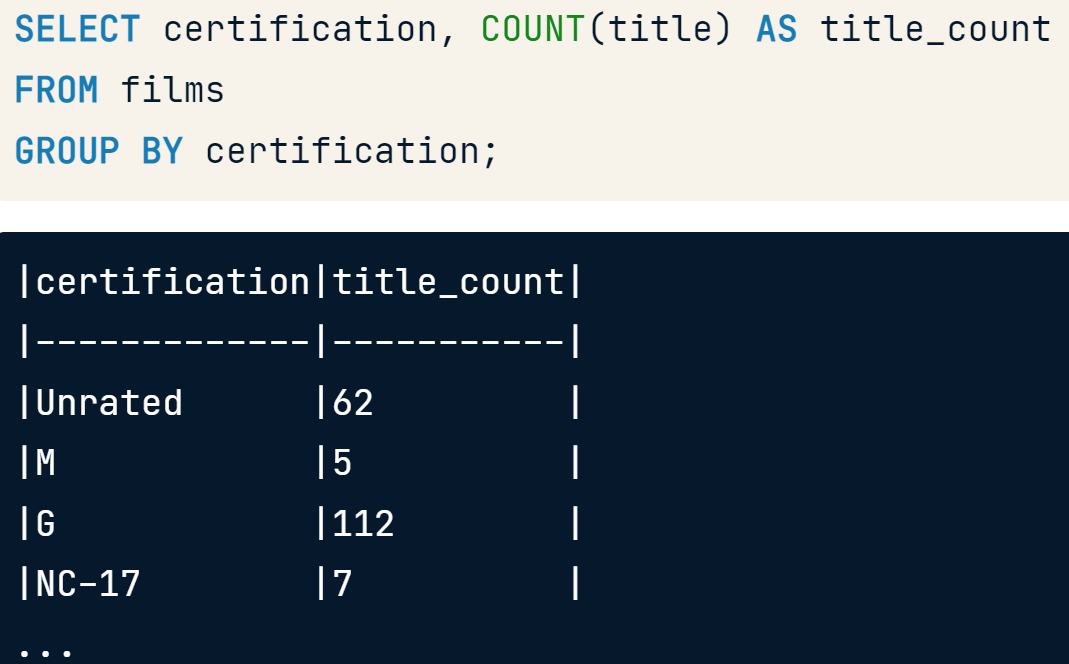 SELECT certification, COUNT(title) AS title_count
FROM films
GROUP BY certification;
|certification|title_count|
|-------------|-----------|
|Unrated      |62         |
|M            |5          |
|G            |112        |
|NC-17        |7          |
...